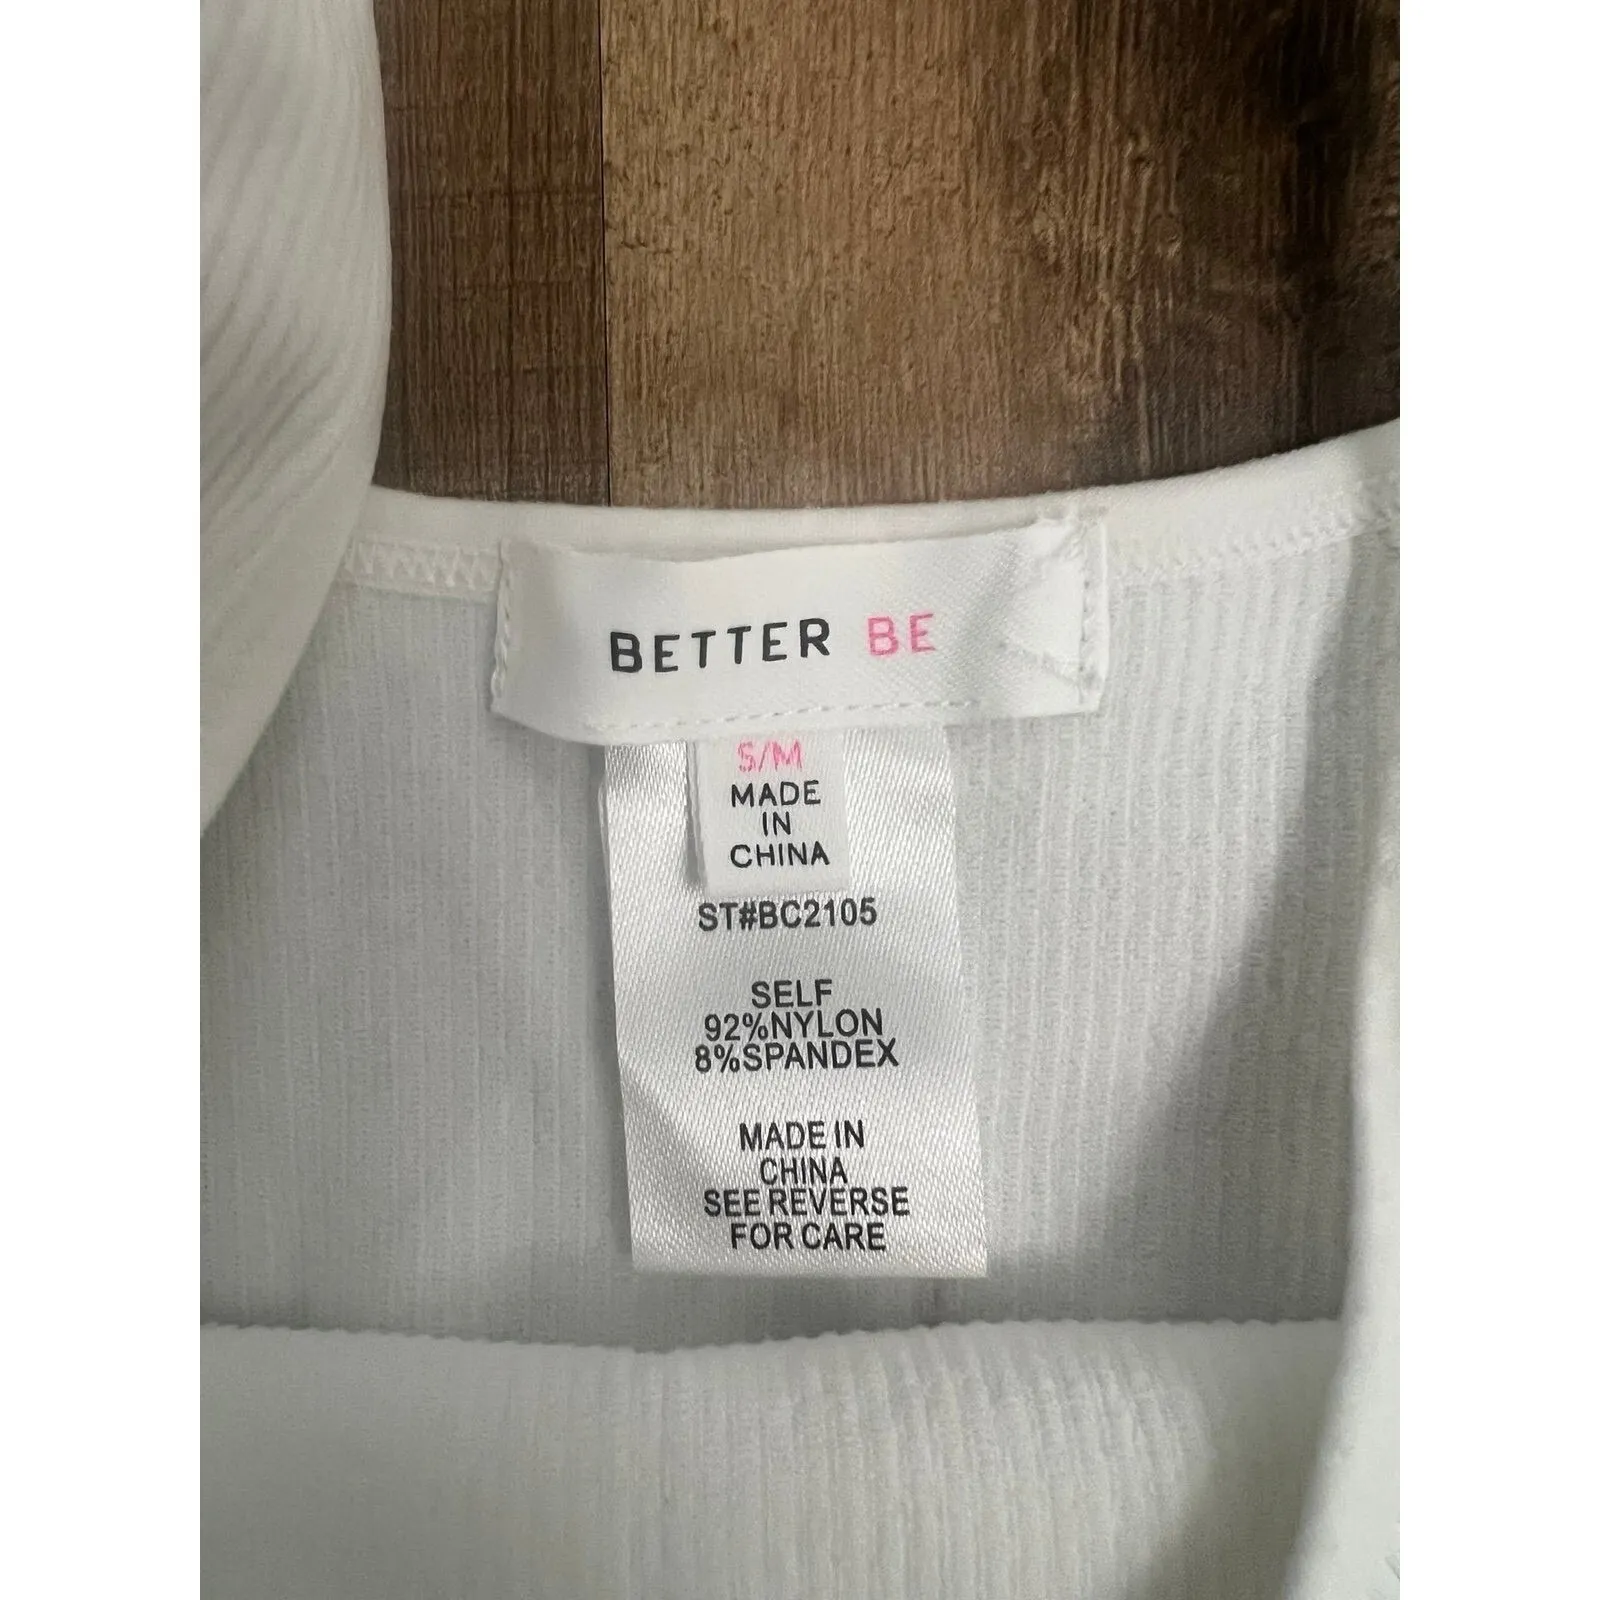 BETTER BE
S/M
MADE
IN
CHINA
ST#BC2105
SELF
92%NYLON
8%SPANDEX
MADE IN
CHINA
SEE REVERSE
FOR CARE